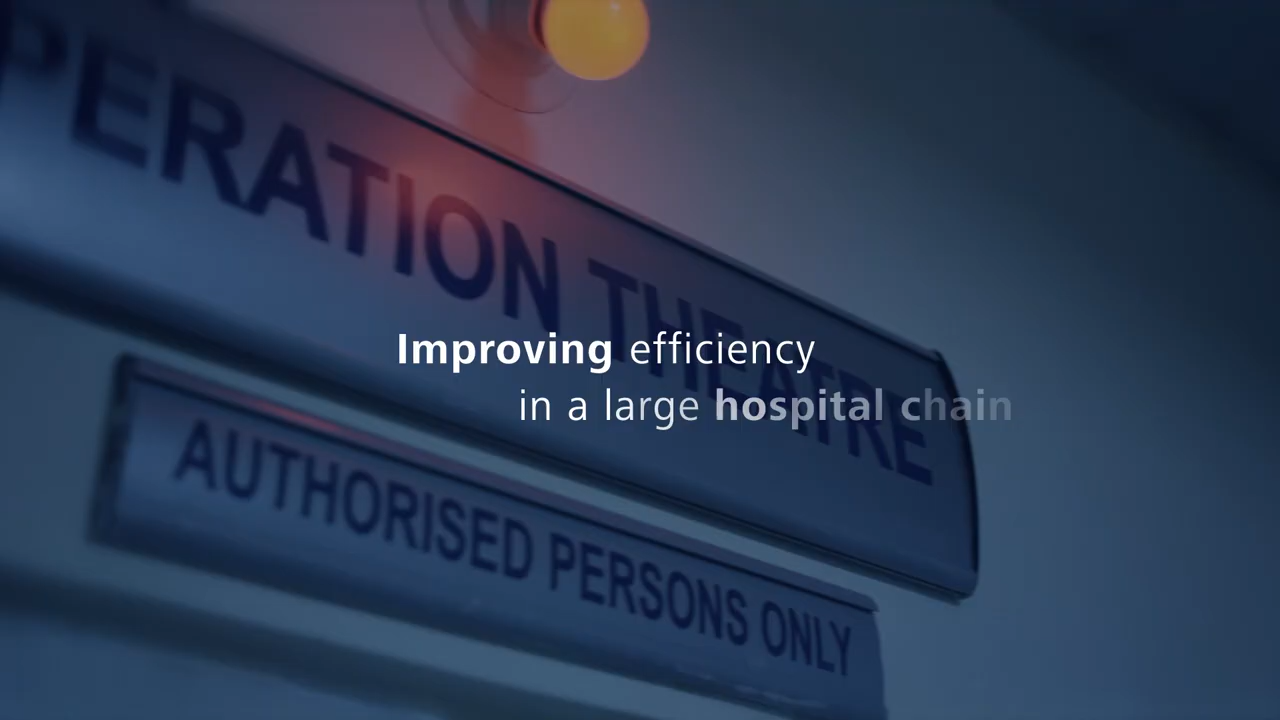 PERATION THEATRE
Improving efficiency
in a large hospital chain
AUTHORISED PERSONS ONLY